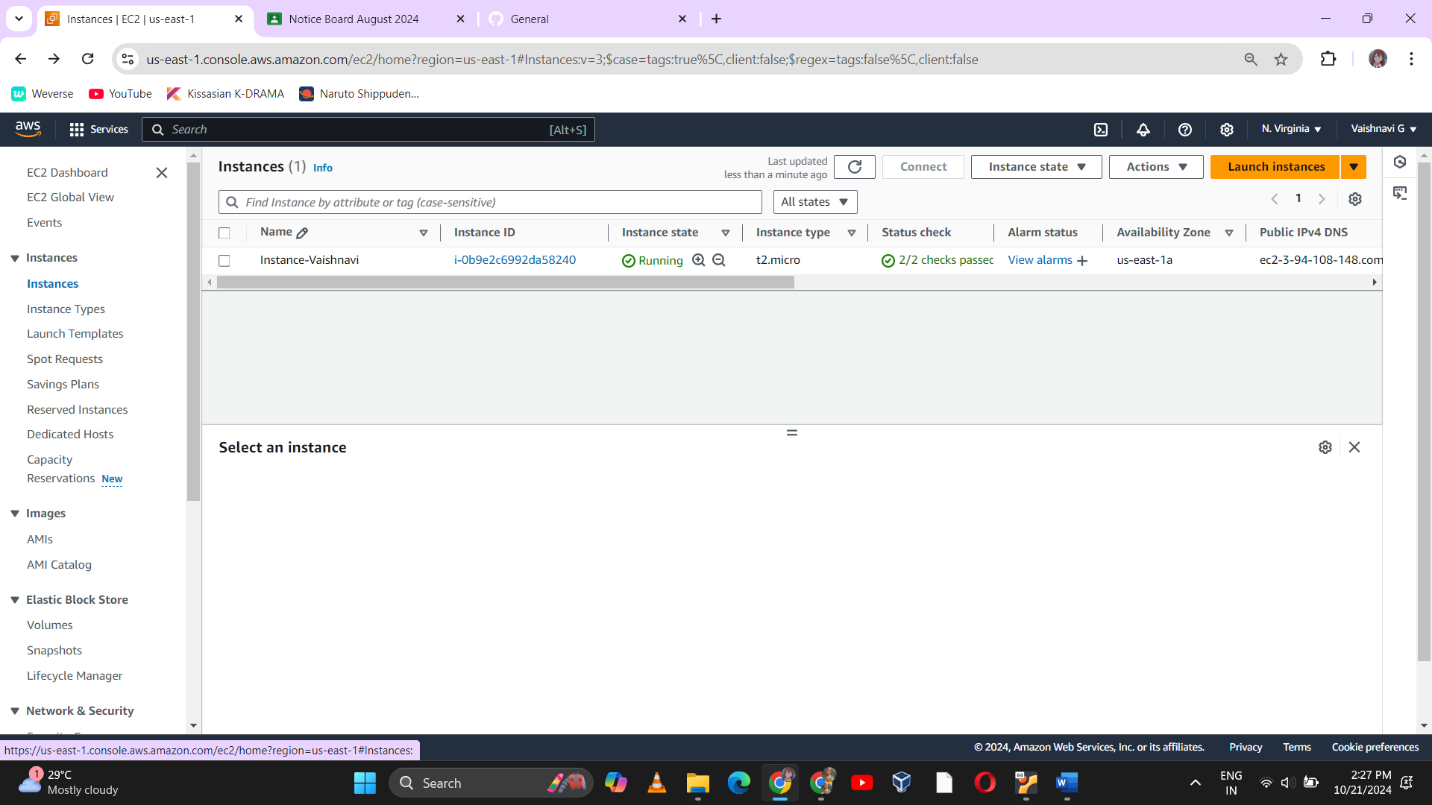 Instances | EC2 | us-east-1
Notice Board August 2024
General
us-east-1.console.aws.amazon.com/ec2/home?region=us-east-1#Instances:v=3;$case=tags:true%5C,client:false;$regex=tags:false%5C,client:false
Weverse
YouTube
Kissasian K-DRAMA
Naruto Shippuden...
aws
Services
Search
[Alt+S]
N. Virginia
Vaishnavi G
EC2 Dashboard
EC2 Global View
Events
Instances
Instances
Instance Types
Launch Templates
Spot Requests
Savings Plans
Reserved Instances
Dedicated Hosts
Capacity
Reservations New
Images
AMIs
AMI Catalog
Elastic Block Store
Volumes
Snapshots
Lifecycle Manager
Network & Security
Instances (1) Info
Last updated
less than a minute ago
Connect
Instance state
Actions
Launch instances
Find Instance by attribute or tag (case-sensitive)
All states
1
Name
Instance ID
Instance state
Instance type
Status check
Alarm status
Availability Zone
Public IPv4 DNS
Instance-Vaishnavi
i-0b9e2c6992da58240
Running
t2.micro
2/2 checks passec
View alarms
us-east-1a
ec2-3-94-108-148.com
Select an instance
https://us-east-1.console.aws.amazon.com/ec2/home?region=us-east-1#Instances:
© 2024, Amazon Web Services, Inc. or its affiliates.
Privacy
Terms
Cookie preferences
1
29°C
Mostly cloudy
Search
ENG
IN
2:27 PM
10/21/2024